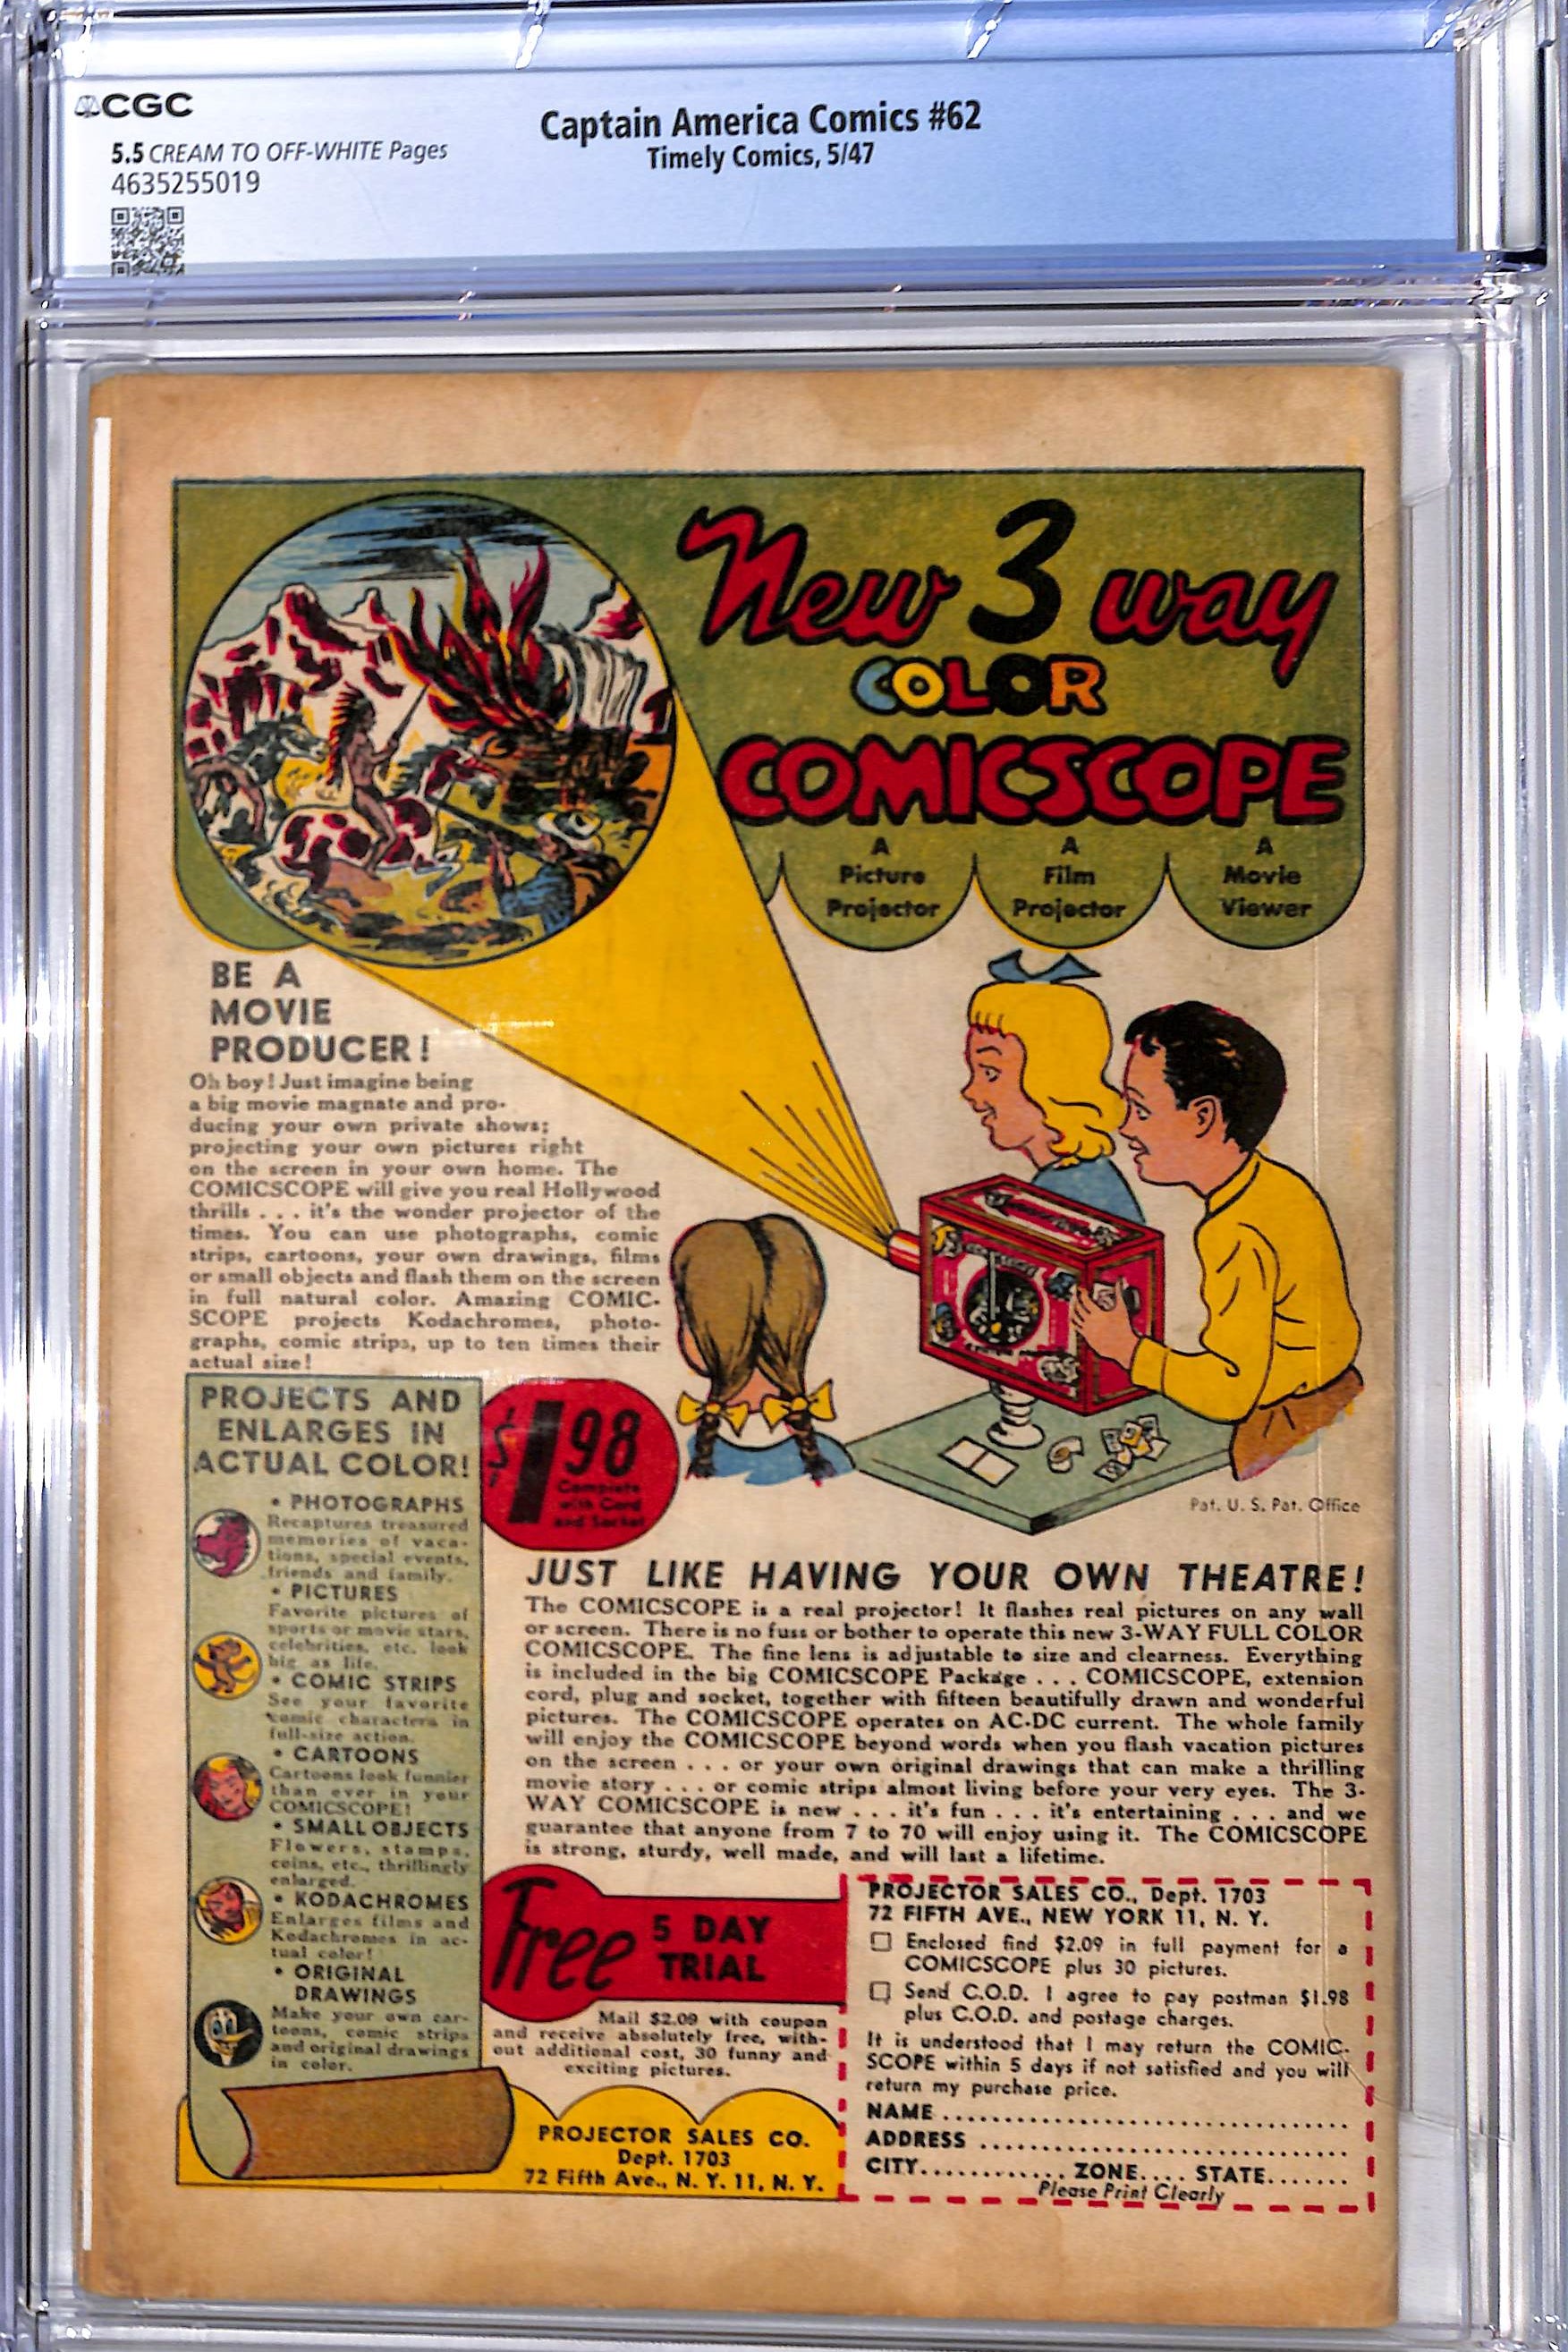 CGC
5.5 CREAM TO OFF-WHITE Pages
4635255019
Captain America Comics #62
Timely Comics, 5/47
New 3 way
COLOR
COMICSCOPE
A
Picture
Projector
A
Film
Projector
A
Movie
Viewer
BE A
MOVIE
PRODUCER!
Oh boy! Just imagine being
a big movie magnate and pro-
ducing your own private shows;
projecting your own pictures right
on the screen in your own home. The
COMICSCOPE will give you real Hollywood
thrills . . . it's the wonder projector of the
times. You can use photographs, comic
strips, cartoons, your own drawings, films
or small objects and flash them on the screen
in full natural color. Amazing COMIC-
SCOPE projects Kodachromes, photo-
graphs, comic strips, up to ten times their
actual size!
PROJECTS AND
ENLARGES IN
ACTUAL COLOR!
• PHOTOGRAPHS
Recaptures treasured
memories of vaca-
tions, special events,
friends and family.
• PICTURES
Favorite pictures of
sports or movie stars,
celebrities, etc. look
big as life.
• COMIC STRIPS
See your favorite
comic characters in
full-size action.
• CARTOONS
Cartoons look funnier
than ever in your
COMICSCOPE!
• SMALL OBJECTS
Flowers, stamps,
coins, etc., thrillingly
enlarged.
• KODACHROMES
Enlarges films and
Kodachromes in ac-
tual color!
• ORIGINAL
DRAWINGS
Make your own car-
toons, comic strips
and original drawings
in color.
$1 98
Complete
with Cord
and Socket
Pat. U. S. Pat. Office
JUST LIKE HAVING YOUR OWN THEATRE!
The COMICSCOPE is a real projector! It flashes real pictures on any wall
or screen. There is no fuss or bother to operate this new 3-WAY FULL COLOR
COMICSCOPE. The fine lens is adjustable to size and clearness. Everything
is included in the big COMICSCOPE Package . . . COMICSCOPE, extension
cord, plug and socket, together with fifteen beautifully drawn and wonderful
pictures. The COMICSCOPE operates on AC-DC current. The whole family
will enjoy the COMICSCOPE beyond words when you flash vacation pictures
on the screen . . . or your own original drawings that can make a thrilling
movie story . . . or comic strips almost living before your very eyes. The 3-
WAY COMICSCOPE is new . . . it's fun . . . it's entertaining . . . and we
guarantee that anyone from 7 to 70 will enjoy using it. The COMICSCOPE
is strong, sturdy, well made, and will last a lifetime.
Free 5 DAY
TRIAL
Mail $2.09 with coupon
and receive absolutely free, with-
out additional cost, 30 funny and
exciting pictures.
PROJECTOR SALES CO.
Dept. 1703
72 Fifth Ave., N. Y. 11, N. Y.
PROJECTOR SALES CO., Dept. 1703
72 FIFTH AVE., NEW YORK 11, N. Y.
Enclosed find $2.09 in full payment for a
COMICSCOPE plus 30 pictures.
Send C.O.D. I agree to pay postman $1.98
plus C.O.D. and postage charges.
It is understood that I may return the COMIC-
SCOPE within 5 days if not satisfied and you will
return my purchase price.
NAME ................................
ADDRESS .............................
CITY............ ZONE.... STATE.......
Please Print Clearly